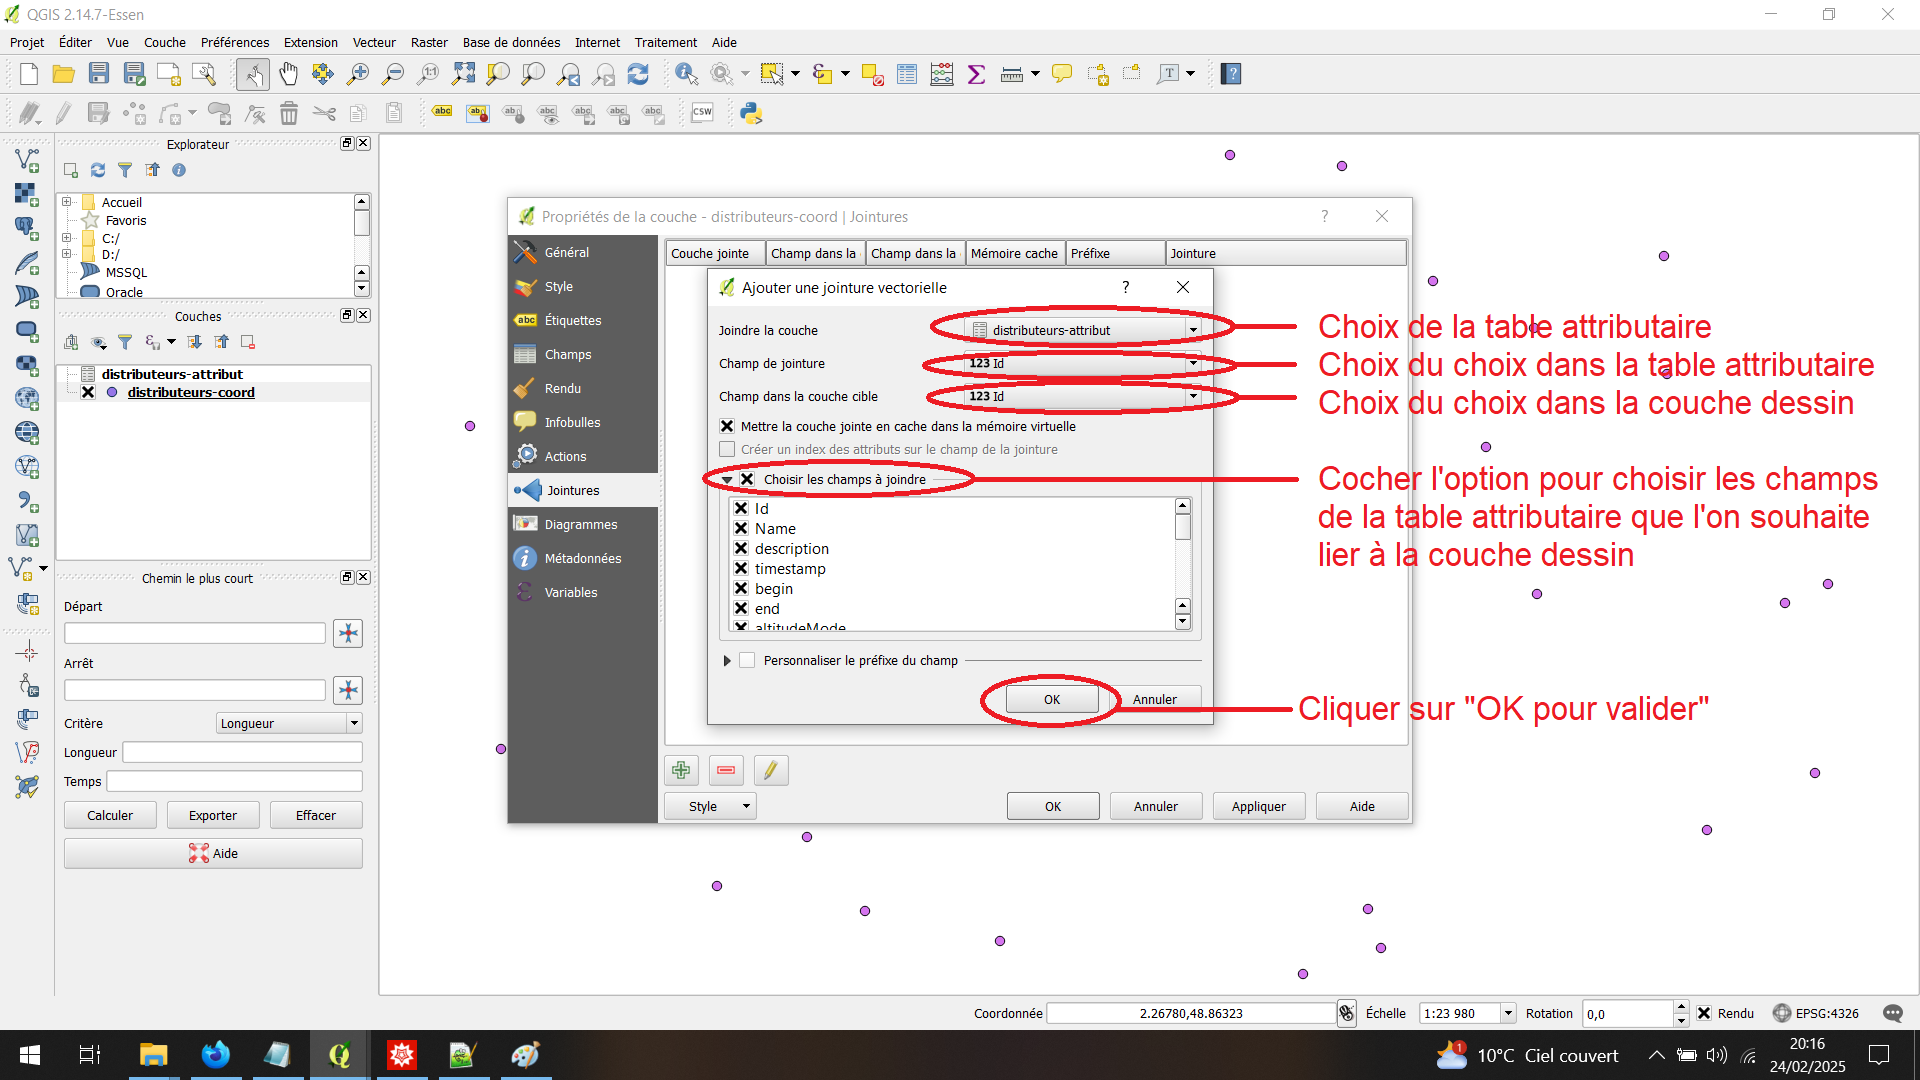 QGIS 2.14.7-Essen
Projet Éditer Vue Couche Préférences Extension Vecteur Raster Base de données Internet Traitement Aide
Explorateur
Accueil
Favoris
C:/
D:/
MSSQL
Oracle
Couches
distributeurs-attribut
distributeurs-coord
Chemin le plus court
Départ
Arrêt
Critère Longueur
Longueur
Temps
Calculer Exporter Effacer
Aide
Propriétés de la couche - distributeurs-coord | Jointures
Général
Style
Étiquettes
Champs
Rendu
Infobulles
Actions
Jointures
Diagrammes
Métadonnées
Variables
Couche jointe Champ dans la Champ dans la Mémoire cache Préfixe Jointure
Ajouter une jointure vectorielle
Joindre la couche distributeurs-attribut
Champ de jointure 123 Id
Champ dans la couche cible 123 Id
Mettre la couche jointe en cache dans la mémoire virtuelle
Créer un index des attributs sur le champ de la jointure
Choisir les champs à joindre
Id
Name
description
timestamp
begin
end
altitudeMode
Personnaliser le préfixe du champ
OK Annuler
Style OK Annuler Appliquer Aide
Choix de la table attributaire
Choix du choix dans la table attributaire
Choix du choix dans la couche dessin
Cocher l'option pour choisir les champs
de la table attributaire que l'on souhaite
lier à la couche dessin
Cliquer sur "OK pour valider"
Coordonnée 2.26780,48.86323 Échelle 1:23 980 Rotation 0,0 Rendu EPSG:4326
1 10°C Ciel couvert 20:16
24/02/2025
abc
CSW